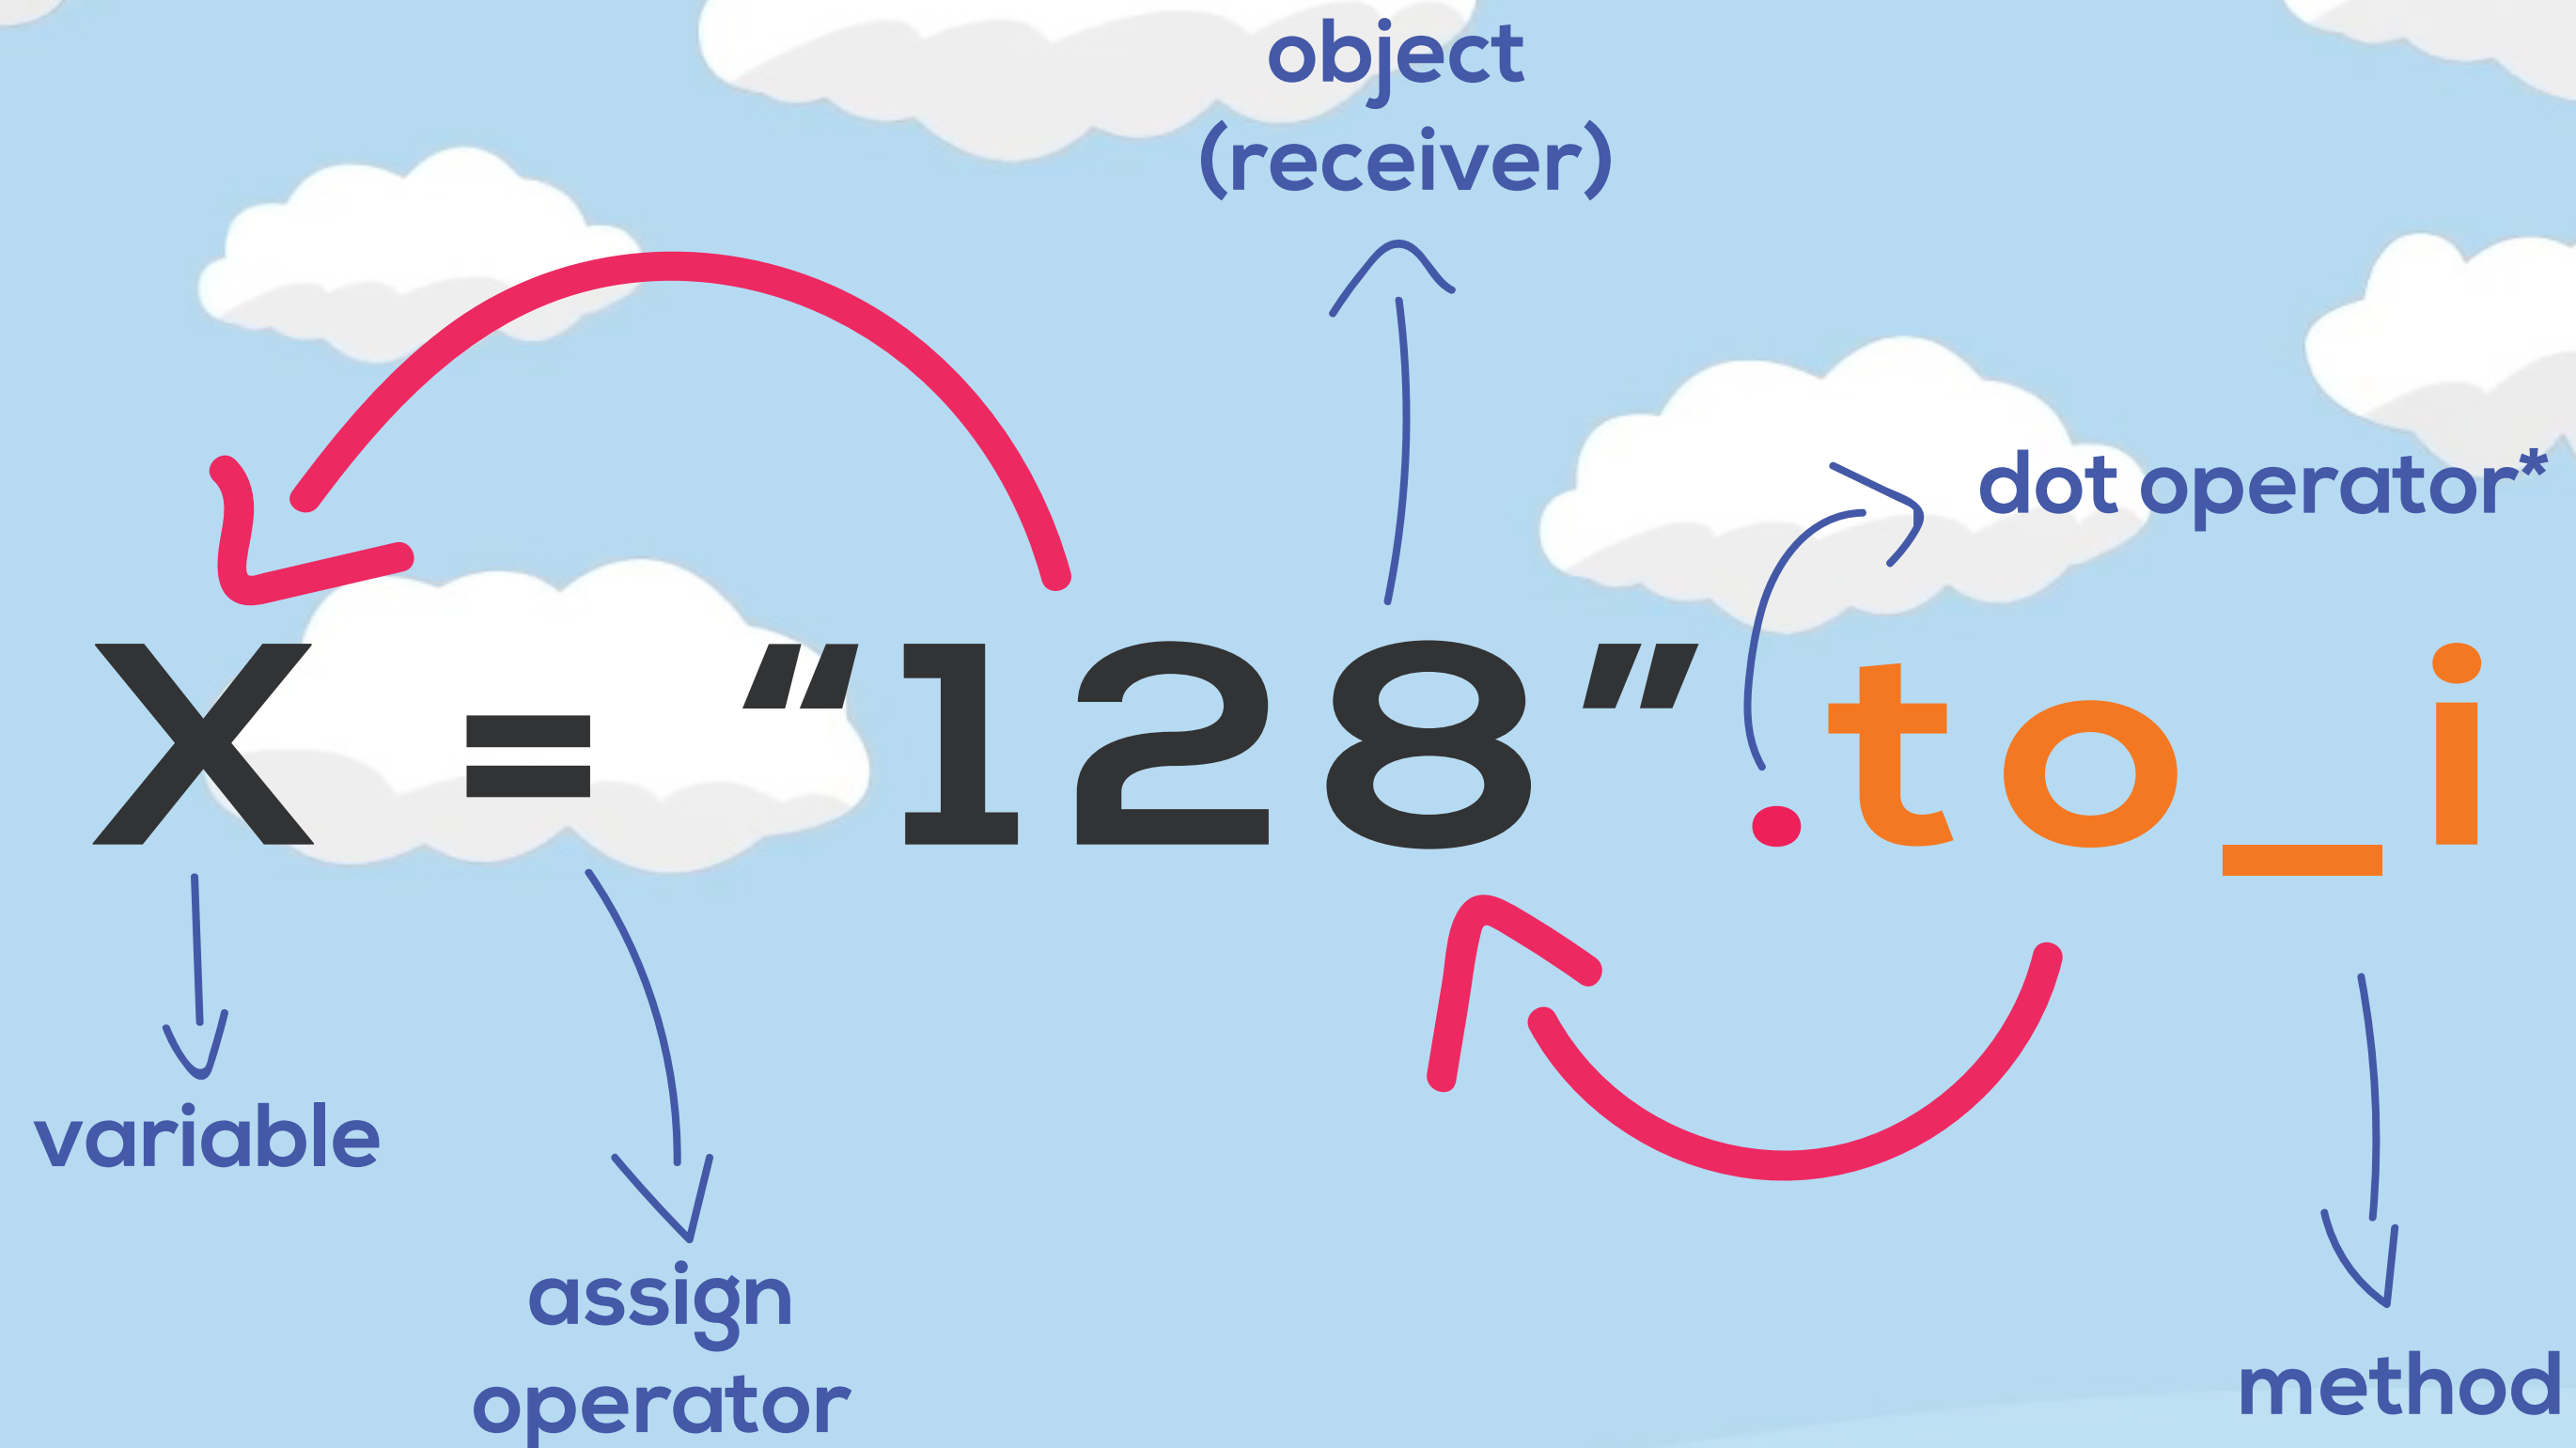 object
(receiver)
dot operator*
X = “128”.to_i
variable
assign
operator
method